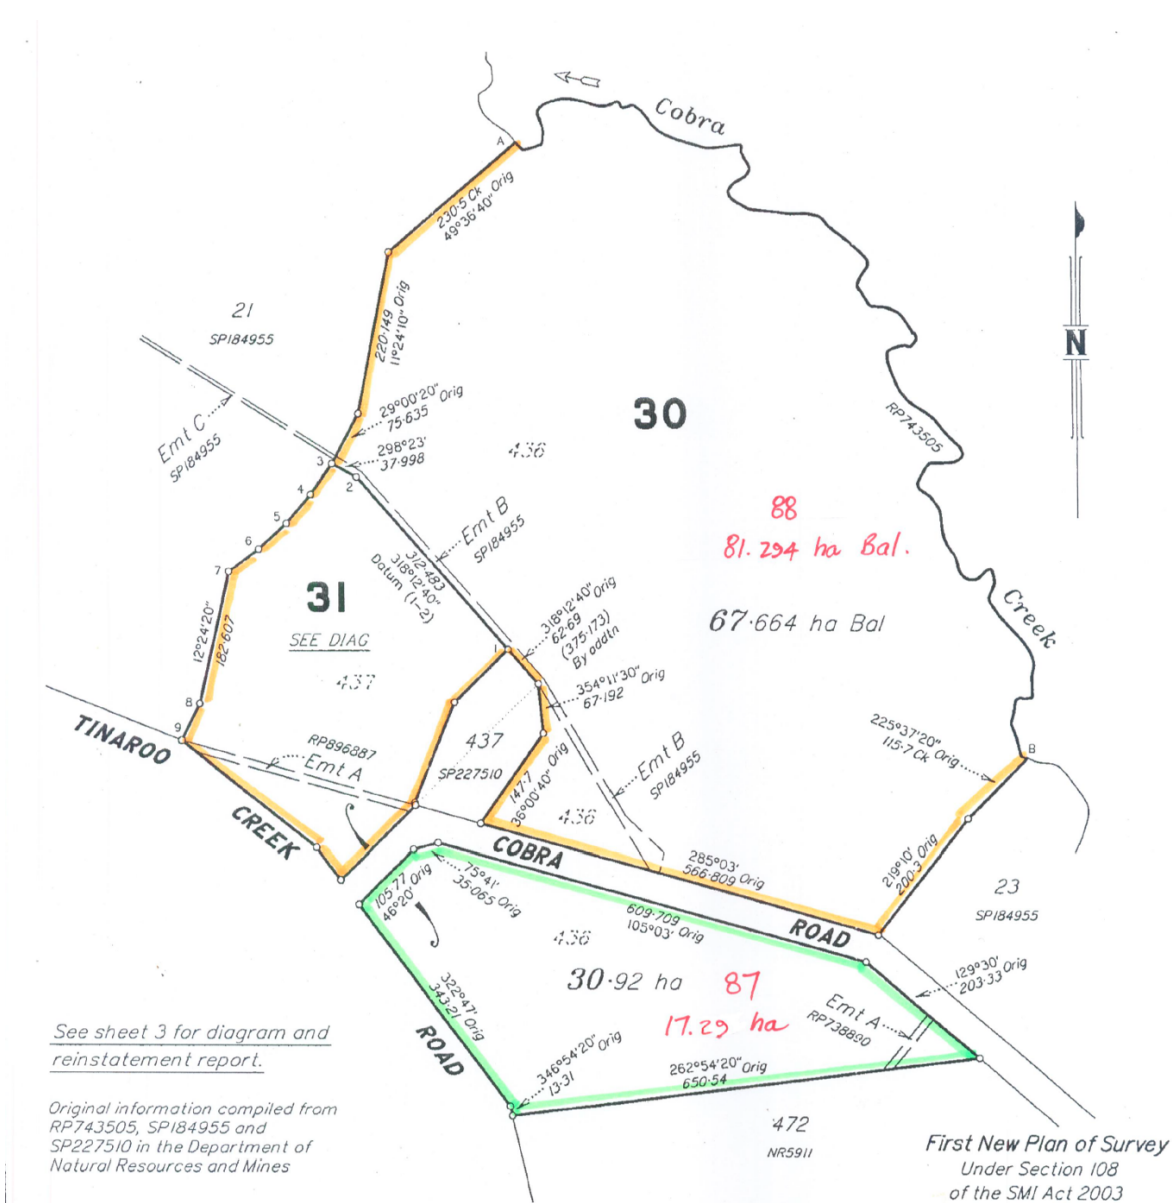 Cobra
A
230·5 Ck Orig
49°36'40"
220·149 Orig
11°24'10"
21
SP184955
29°00'20" Orig
75·635
298°23'
37·998
Emt C
SP184955
30
436
RP743505
3
2
4
5
6
7
Emt B
SP184955
88
81.294 ha Bal.
312·483
318°12'40"
Datum (1-2)
31
SEE DIAG
437
67·664 ha Bal
Creek
318°12'40" Orig
62·69
(375·173)
By addtn
12°24'20"
182·607
1
354°11'30" Orig
67·192
8
9
TINAROO
CREEK
ROAD
RP896887
Emt A
437
SP227510
147·7
36°00'40" Orig
Emt B
SP184955
436
225°37'20" Orig
115·7 Ck
B
COBRA
ROAD
285°03'
566·809
219°10'
200·3 Orig
23
SP184955
105·77 Orig
46°20'
75°41'
35·065 Orig
609·709
105°03' Orig
436
30·92 ha
87
17.29 ha
129°30' Orig
203·33
Emt A
RP738890
322°47'
343·21 Orig
346°54'20" Orig
13·31
262°54'20" Orig
650·54
472
NR5911
N
See sheet 3 for diagram and
reinstatement report.
Original information compiled from
RP743505, SP184955 and
SP227510 in the Department of
Natural Resources and Mines
First New Plan of Survey
Under Section 108
of the SMI Act 2003